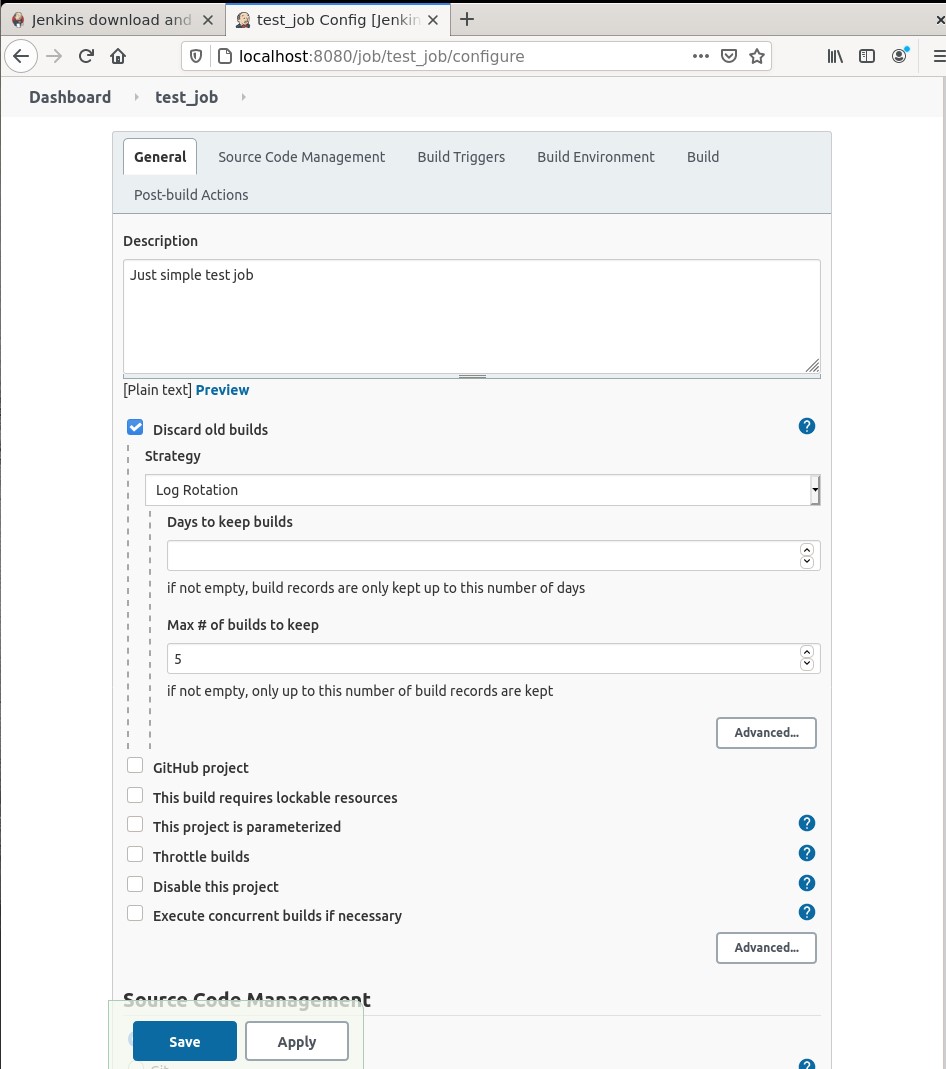 Jenkins download and
test_job Config [Jenkin
localhost:8080/job/test_job/configure
Dashboard
test_job
General Source Code Management Build Triggers Build Environment Build
Post-build Actions
Description
Just simple test job
[Plain text] Preview
Discard old builds
Strategy
Log Rotation
Days to keep builds
if not empty, build records are only kept up to this number of days
Max # of builds to keep
5
if not empty, only up to this number of build records are kept
Advanced...
GitHub project
This build requires lockable resources
This project is parameterized
Throttle builds
Disable this project
Execute concurrent builds if necessary
Advanced...
Source Code Management
Save Apply
Git